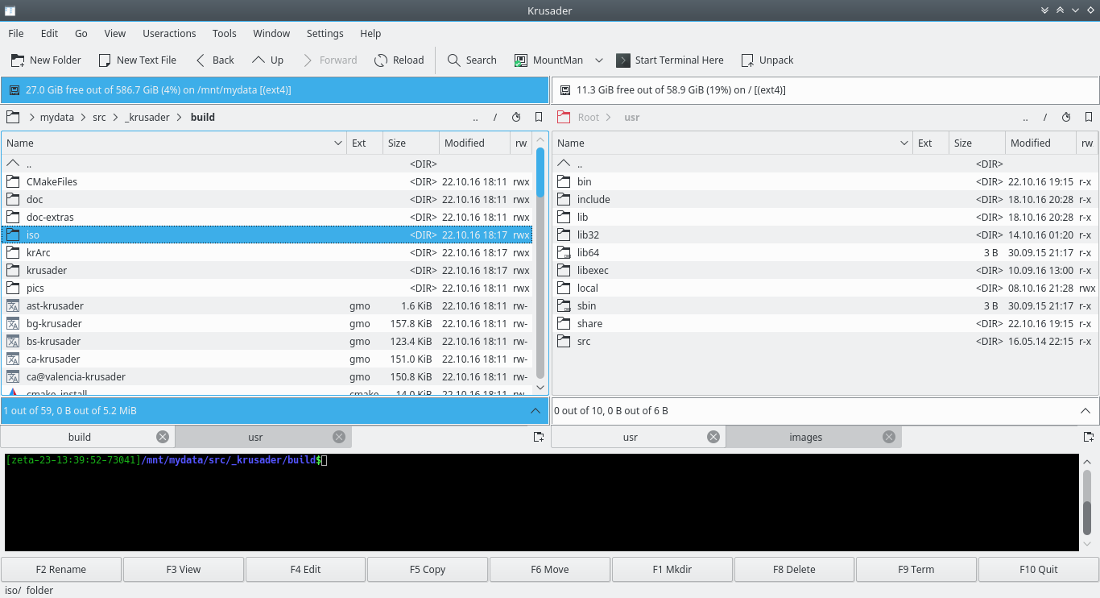 Krusader
File Edit Go View Useractions Tools Window Settings Help
New Folder New Text File Back Up Forward Reload Search MountMan Start Terminal Here Unpack
27.0 GiB free out of 586.7 GiB (4%) on /mnt/mydata [(ext4)]
11.3 GiB free out of 58.9 GiB (19%) on / [(ext4)]
> mydata > src > _krusader > build .. /
Root > usr .. /
Name Ext Size Modified rw
.. <DIR>
CMakeFiles <DIR> 22.10.16 18:11 rwx
doc <DIR> 22.10.16 18:11 rwx
doc-extras <DIR> 22.10.16 18:11 rwx
iso <DIR> 22.10.16 18:17 rwx
krArc <DIR> 22.10.16 18:17 rwx
krusader <DIR> 22.10.16 18:17 rwx
pics <DIR> 22.10.16 18:17 rwx
ast-krusader gmo 1.6 KiB 22.10.16 18:11 rw-
bg-krusader gmo 157.8 KiB 22.10.16 18:11 rw-
bs-krusader gmo 123.4 KiB 22.10.16 18:11 rw-
ca-krusader gmo 151.0 KiB 22.10.16 18:11 rw-
ca@valencia-krusader gmo 150.8 KiB 22.10.16 18:11 rw-
cmake_install cmake 14.0 KiB 22.10.16 18:11 rw-
Name Ext Size Modified rw
.. <DIR>
bin <DIR> 22.10.16 19:15 r-x
include <DIR> 18.10.16 20:28 r-x
lib <DIR> 18.10.16 20:28 r-x
lib32 <DIR> 14.10.16 01:20 r-x
lib64 3 B 30.09.15 21:17 r-x
libexec <DIR> 10.09.16 13:00 r-x
local <DIR> 08.10.16 21:28 rwx
sbin 3 B 30.09.15 21:17 r-x
share <DIR> 22.10.16 19:15 r-x
src <DIR> 16.05.14 22:15 r-x
1 out of 59, 0 B out of 5.2 MiB
0 out of 10, 0 B out of 6 B
build usr
usr images
[zeta-23-13:39:52-73041]/mnt/mydata/src/_krusader/build$
F2 Rename F3 View F4 Edit F5 Copy F6 Move F1 Mkdir F8 Delete F9 Term F10 Quit
iso/ folder